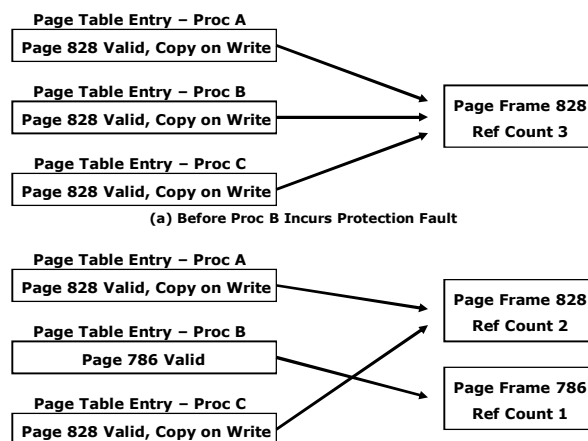 Page Table Entry – Proc A
Page 828 Valid, Copy on Write
Page Table Entry – Proc B
Page 828 Valid, Copy on Write
Page Table Entry – Proc C
Page 828 Valid, Copy on Write
Page Frame 828
Ref Count 3
(a) Before Proc B Incurs Protection Fault
Page Table Entry – Proc A
Page 828 Valid, Copy on Write
Page Table Entry – Proc B
Page 786 Valid
Page Table Entry – Proc C
Page 828 Valid, Copy on Write
Page Frame 828
Ref Count 2
Page Frame 786
Ref Count 1